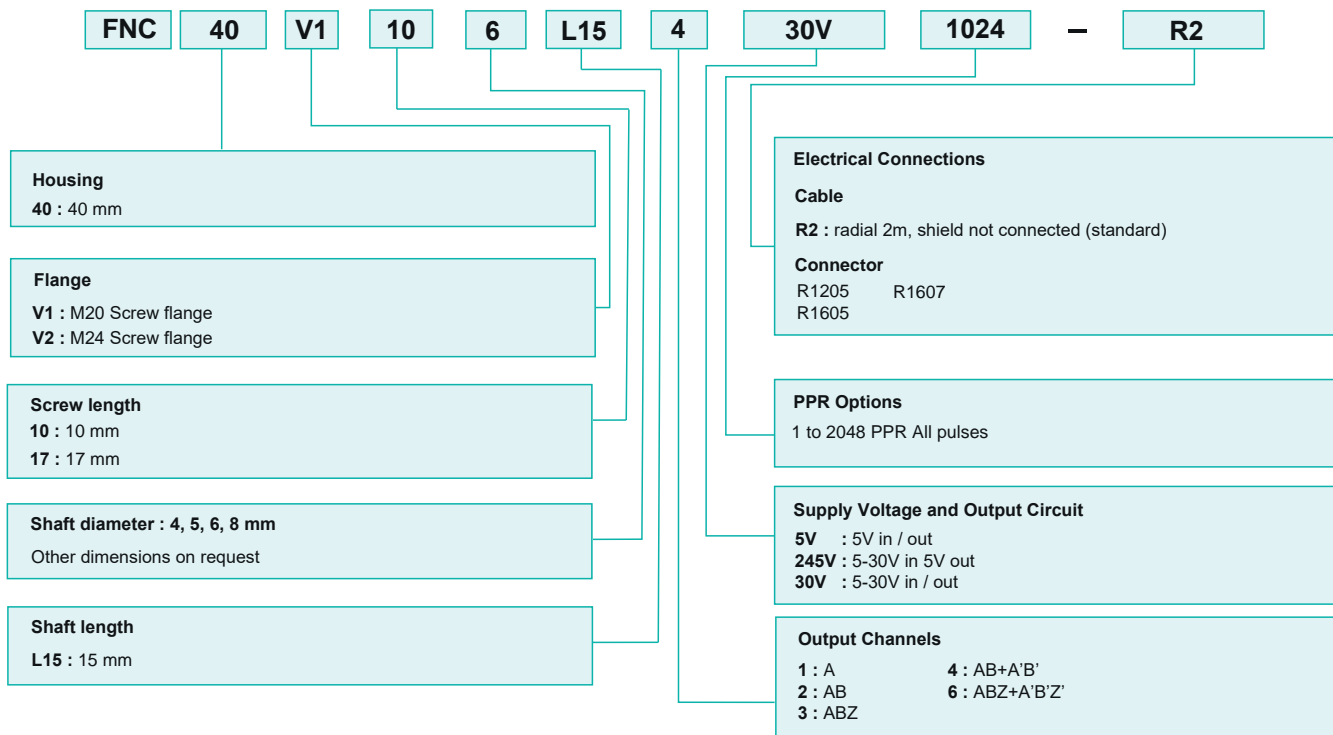 FNC 40 V1 10 6 L15 4 30V 1024 – R2
Housing
40 : 40 mm
Flange
V1 : M20 Screw flange
V2 : M24 Screw flange
Screw length
10 : 10 mm
17 : 17 mm
Shaft diameter : 4, 5, 6, 8 mm
Other dimensions on request
Shaft length
L15 : 15 mm
Electrical Connections
Cable
R2 : radial 2m, shield not connected (standard)
Connector
R1205 R1607
R1605
PPR Options
1 to 2048 PPR All pulses
Supply Voltage and Output Circuit
5V : 5V in / out
245V : 5-30V in 5V out
30V : 5-30V in / out
Output Channels
1 : A 4 : AB+A’B’
2 : AB 6 : ABZ+A’B’Z’
3 : ABZ